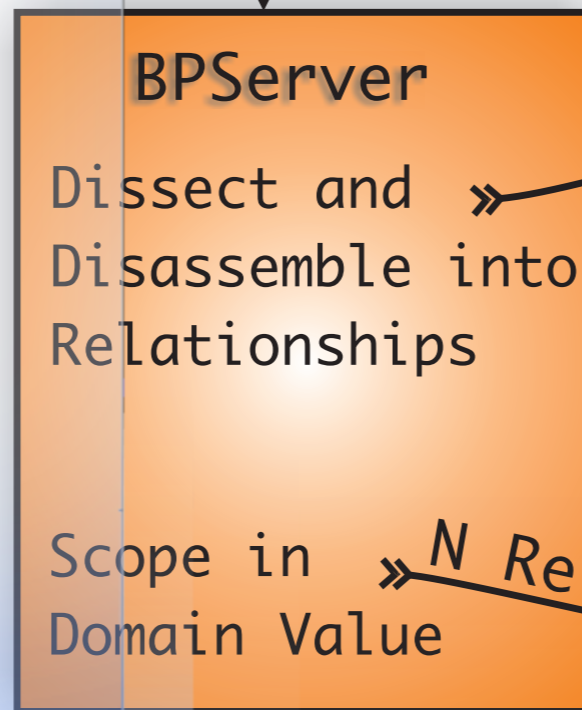 BPServer
Dissect and
Disassemble into
Relationships
N Re
Scope in
Domain Value